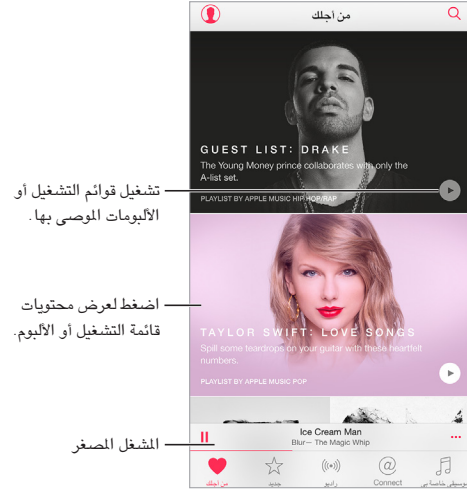 من أجلك
GUEST LIST: DRAKE
The Young Money prince collaborates with only the
A-list set.
PLAYLIST BY APPLE MUSIC HIP HOP/RAP
تشغيل قوائم التشغيل أو
الألبومات الموصى بها.
اضغط لعرض محتويات
قائمة التشغيل أو الألبوم.
TAYLOR SWIFT: LOVE SONGS
Spill some teardrops on your guitar with these heartfelt
numbers.
PLAYLIST BY APPLE MUSIC POP
المشغل المصغر
Ice Cream Man
Blur— The Magic Whip
من أجلك
جديد
راديو
Connect
موسيقى خاصة بي